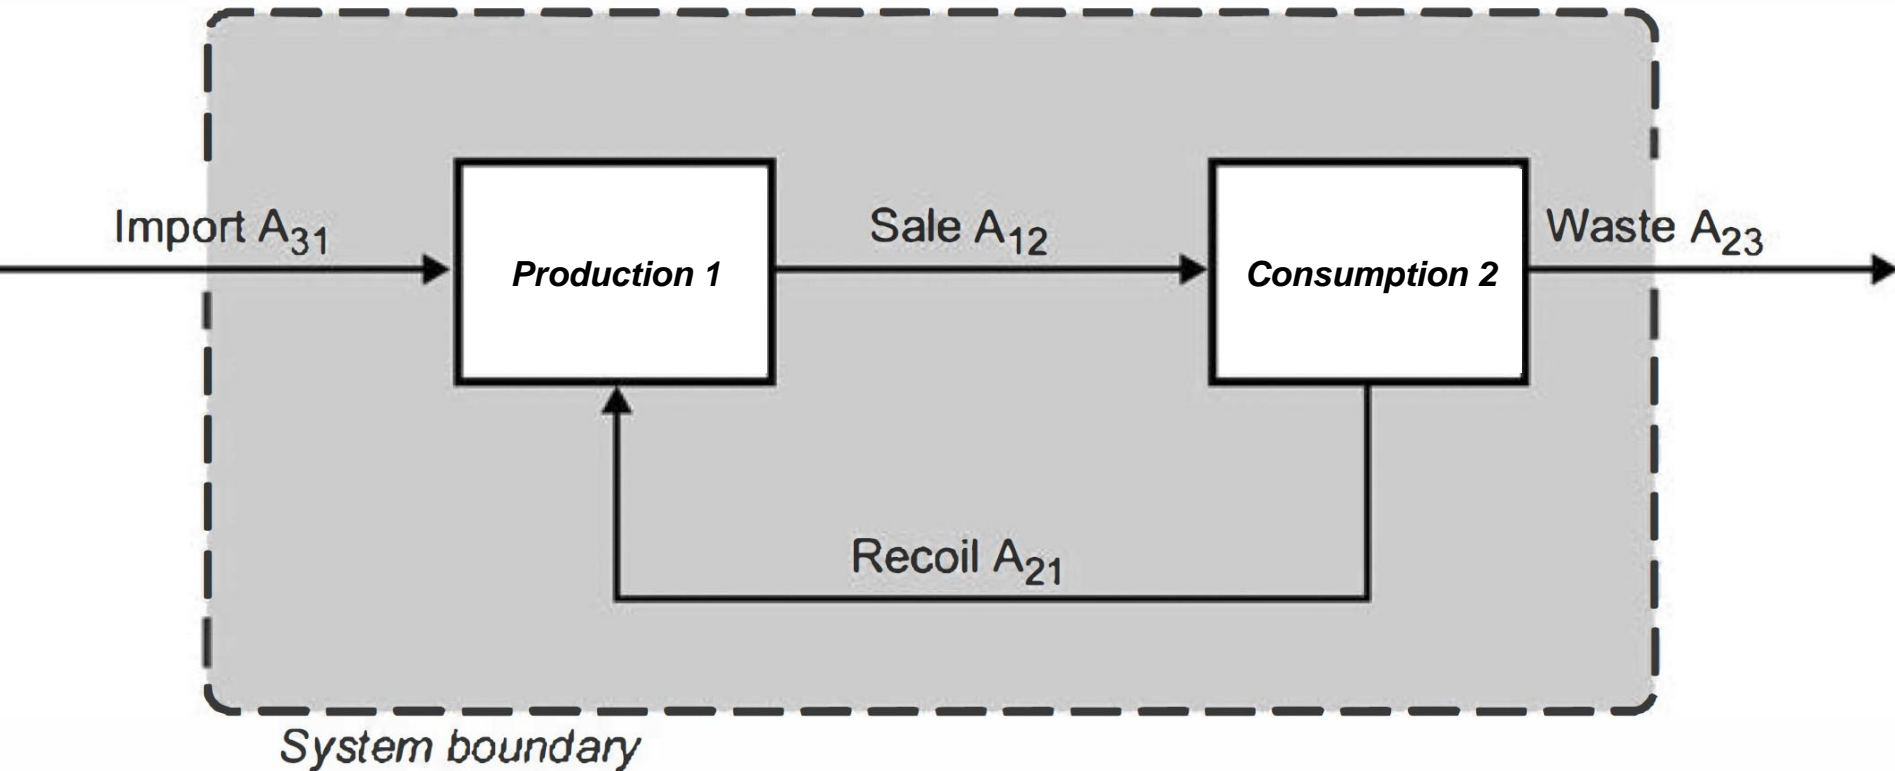 Import A₃₁
Sale A₁₂
Waste A₂₃
Production 1
Consumption 2
Recoil A₂₁
System boundary